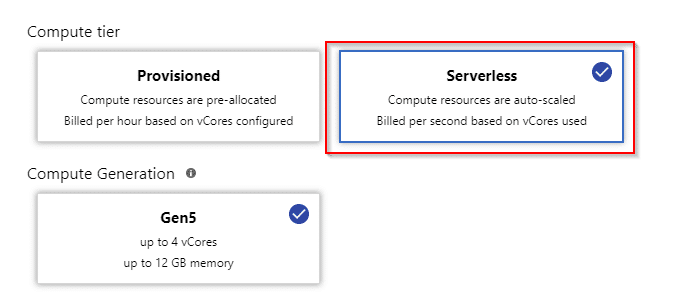 Compute tier
Provisioned
Compute resources are pre-allocated
Billed per hour based on vCores configured
Serverless
Compute resources are auto-scaled
Billed per second based on vCores used
Compute Generation
Gen5
up to 4 vCores
up to 12 GB memory